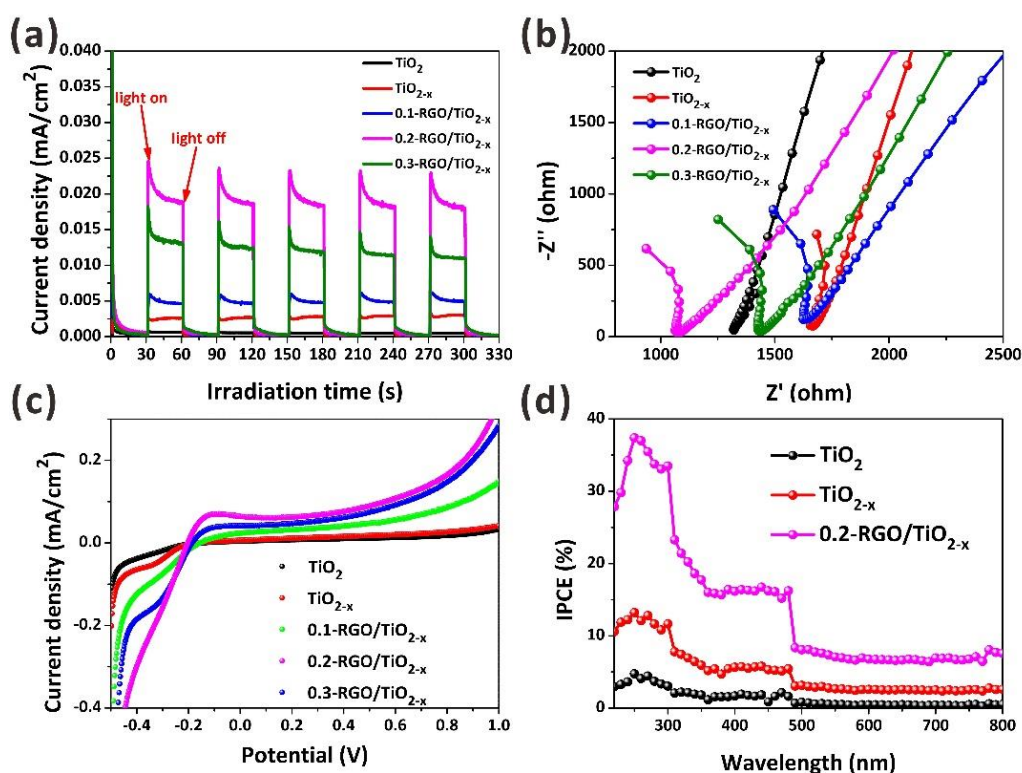 (a)
0.040
0.035
0.030
0.025
0.020
0.015
0.010
0.005
0.000
Current density (mA/cm²)
light on
light off
TiO₂
TiO₂₋ₓ
0.1-RGO/TiO₂₋ₓ
0.2-RGO/TiO₂₋ₓ
0.3-RGO/TiO₂₋ₓ
0 30 60 90 120 150 180 210 240 270 300 330
Irradiation time (s)
(b)
2000
1500
1000
500
0
-Z'' (ohm)
TiO₂
TiO₂₋ₓ
0.1-RGO/TiO₂₋ₓ
0.2-RGO/TiO₂₋ₓ
0.3-RGO/TiO₂₋ₓ
1000 1500 2000 2500
Z' (ohm)
(c)
0.2
0.0
-0.2
-0.4
Current density (mA/cm²)
TiO₂
TiO₂₋ₓ
0.1-RGO/TiO₂₋ₓ
0.2-RGO/TiO₂₋ₓ
0.3-RGO/TiO₂₋ₓ
-0.4 -0.2 0.0 0.2 0.4 0.6 0.8 1.0
Potential (V)
(d)
40
30
20
10
0
IPCE (%)
TiO₂
TiO₂₋ₓ
0.2-RGO/TiO₂₋ₓ
300 400 500 600 700 800
Wavelength (nm)